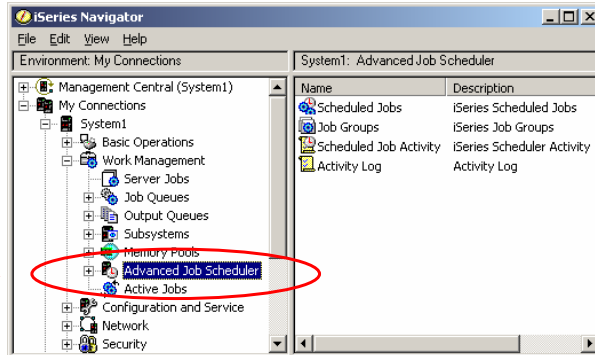 iSeries Navigator
File Edit View Help
Environment: My Connections
System1: Advanced Job Scheduler
Management Central (System1)
My Connections
System1
Basic Operations
Work Management
Server Jobs
Job Queues
Output Queues
Subsystems
Memory Pools
Advanced Job Scheduler
Active Jobs
Configuration and Service
Network
Security
Name Description
Scheduled Jobs iSeries Scheduled Jobs
Job Groups iSeries Job Groups
Scheduled Job Activity iSeries Scheduler Activity
Activity Log Activity Log